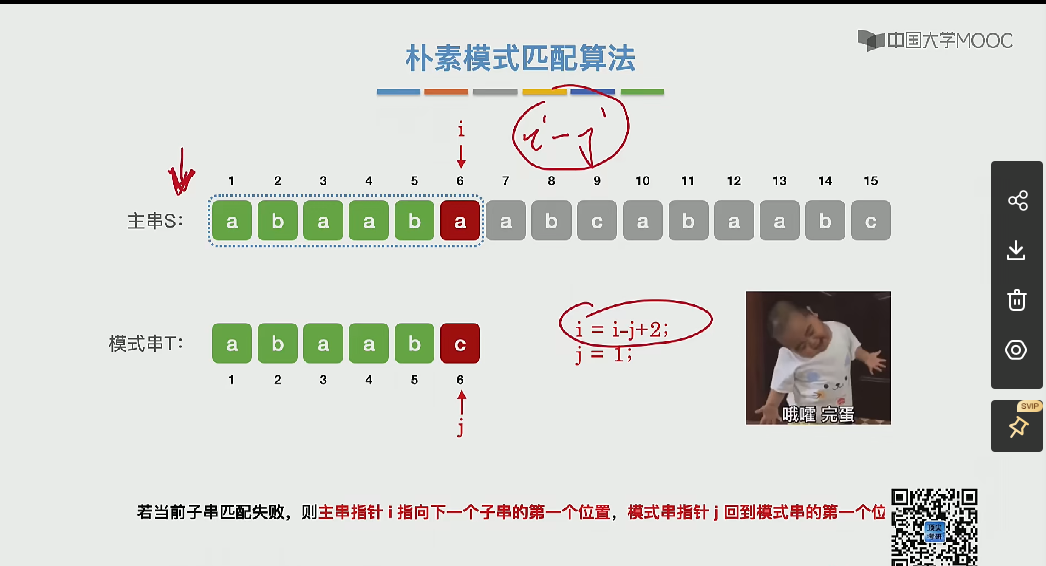 中国大学MOOC
朴素模式匹配算法
i-j
i
1 2 3 4 5 6 7 8 9 10 11 12 13 14 15
主串S: a b a a b a a b c a b a a b c
SVIP
i = i-j+2;
模式串T: a b a a b c
j = 1;
1 2 3 4 5 6
哦嚯 完蛋
j
若当前子串匹配失败，则主串指针 i 指向下一个子串的第一个位置，模式串指针 j 回到模式串的第一个位